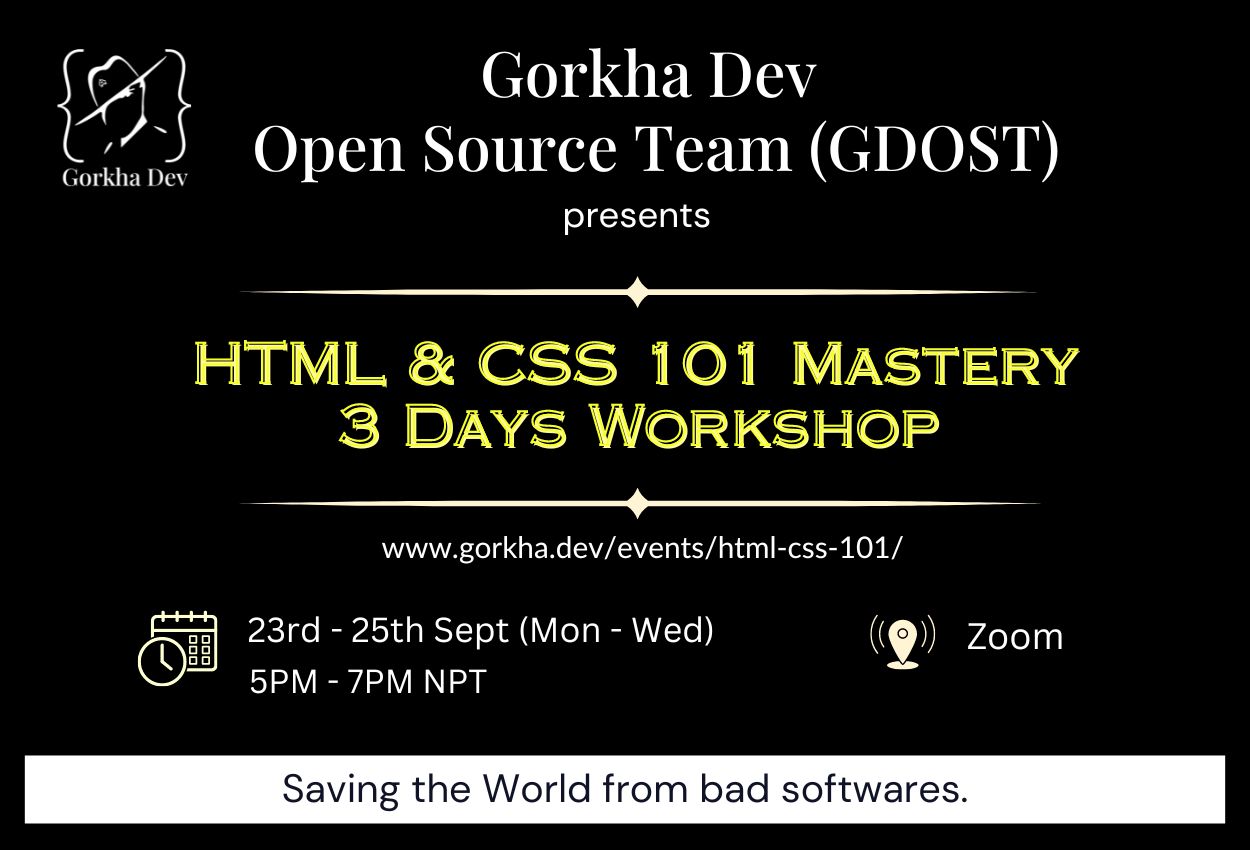 Gorkha Dev
Gorkha Dev
Open Source Team (GDOST)
presents
HTML & CSS 101 Mastery
3 Days Workshop
www.gorkha.dev/events/html-css-101/
23rd - 25th Sept (Mon - Wed)
5PM - 7PM NPT
Zoom
Saving the World from bad softwares.